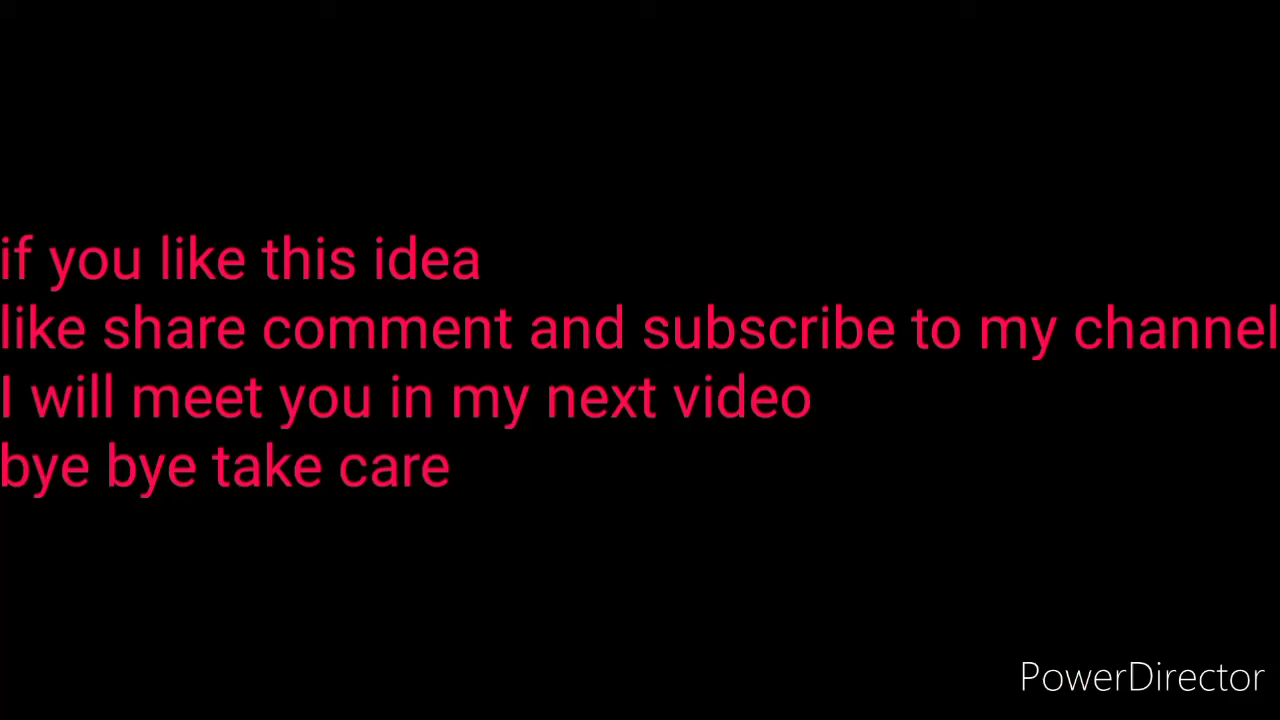 if you like this idea
like share comment and subscribe to my channel
I will meet you in my next video
bye bye take care
PowerDirector